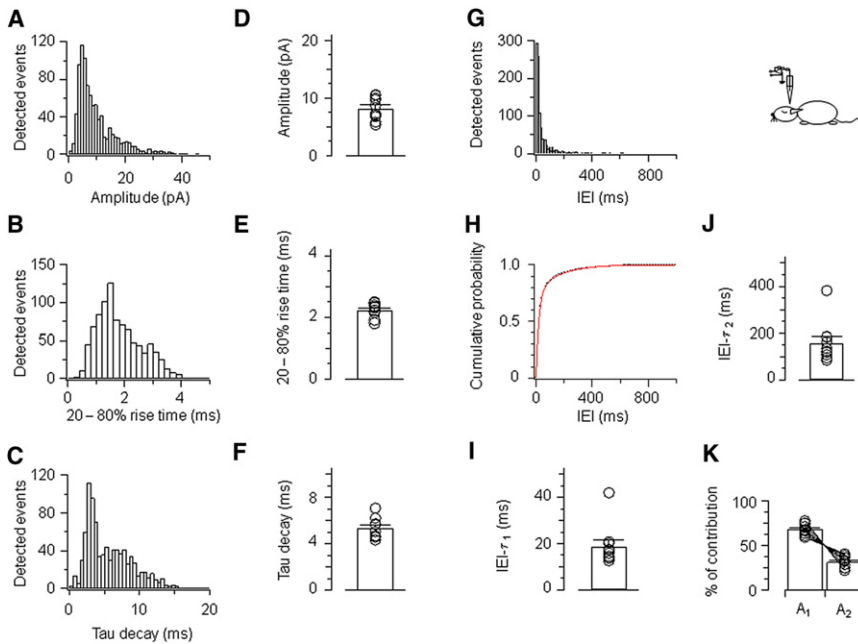 A
Detected events
120
80
40
0
0 20 40
Amplitude (pA)
D
Amplitude (pA)
20
10
0
G
Detected events
300
200
100
0
0 400 800
IEI (ms)
B
Detected events
150
100
50
0
2 4
20 – 80% rise time (ms)
E
20 – 80% rise time (ms)
4
2
0
H
Cumulative probability
1.0
0.5
0
0 400 800
IEI (ms)
J
IEI-τ2 (ms)
400
200
0
C
Detected events
120
80
40
0
0 10 20
Tau decay (ms)
F
Tau decay (ms)
8
4
0
I
IEI-τ1 (ms)
40
20
0
K
% of contribution
100
50
0
A1 A2